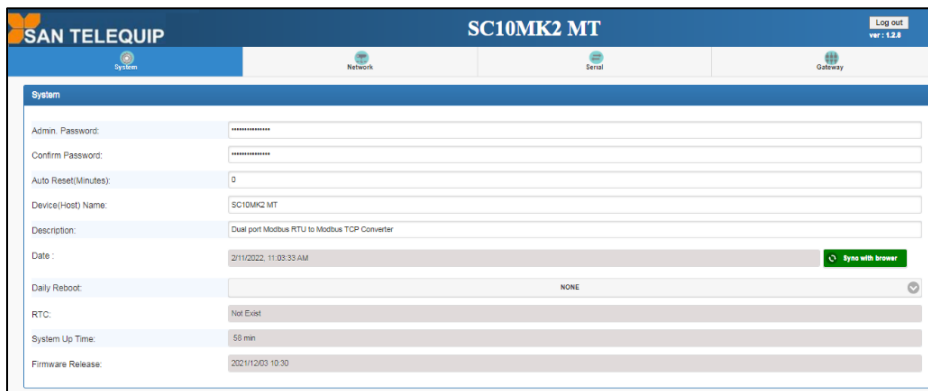 SAN TELEQUIP
SC10MK2 MT
Log out
ver : 1.2.8
System
Network
Serial
Gateway
System
Admin. Password:
Confirm Password:
Auto Reset(Minutes): 0
Device(Host) Name: SC10MK2 MT
Description: Dual port Modbus RTU to Modbus TCP Converter
Date : 2/11/2022, 11:03:33 AM Sync with brower
Daily Reboot: NONE
RTC: Not Exist
System Up Time: 56 min
Firmware Release: 2021/12/03 10:30